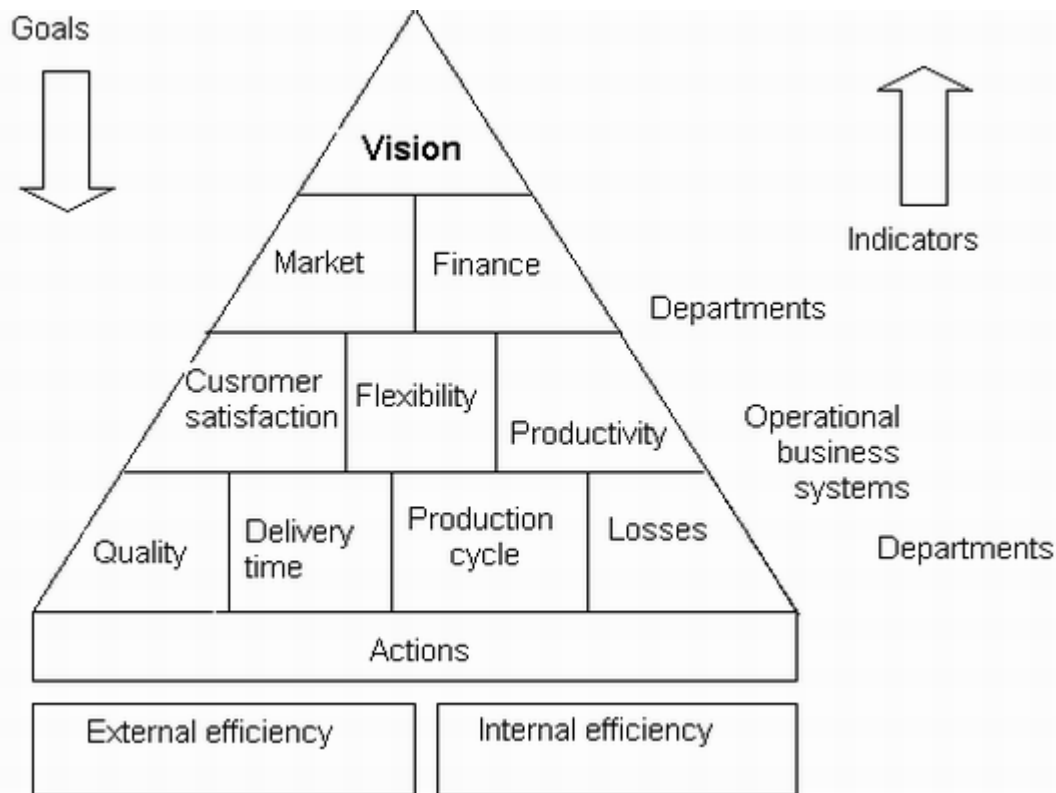 Goals
Vision
Indicators
Market
Finance
Departments
Cusromer
satisfaction
Flexibility
Productivity
Operational
business
systems
Quality
Delivery
time
Production
cycle
Losses
Departments
Actions
External efficiency
Internal efficiency